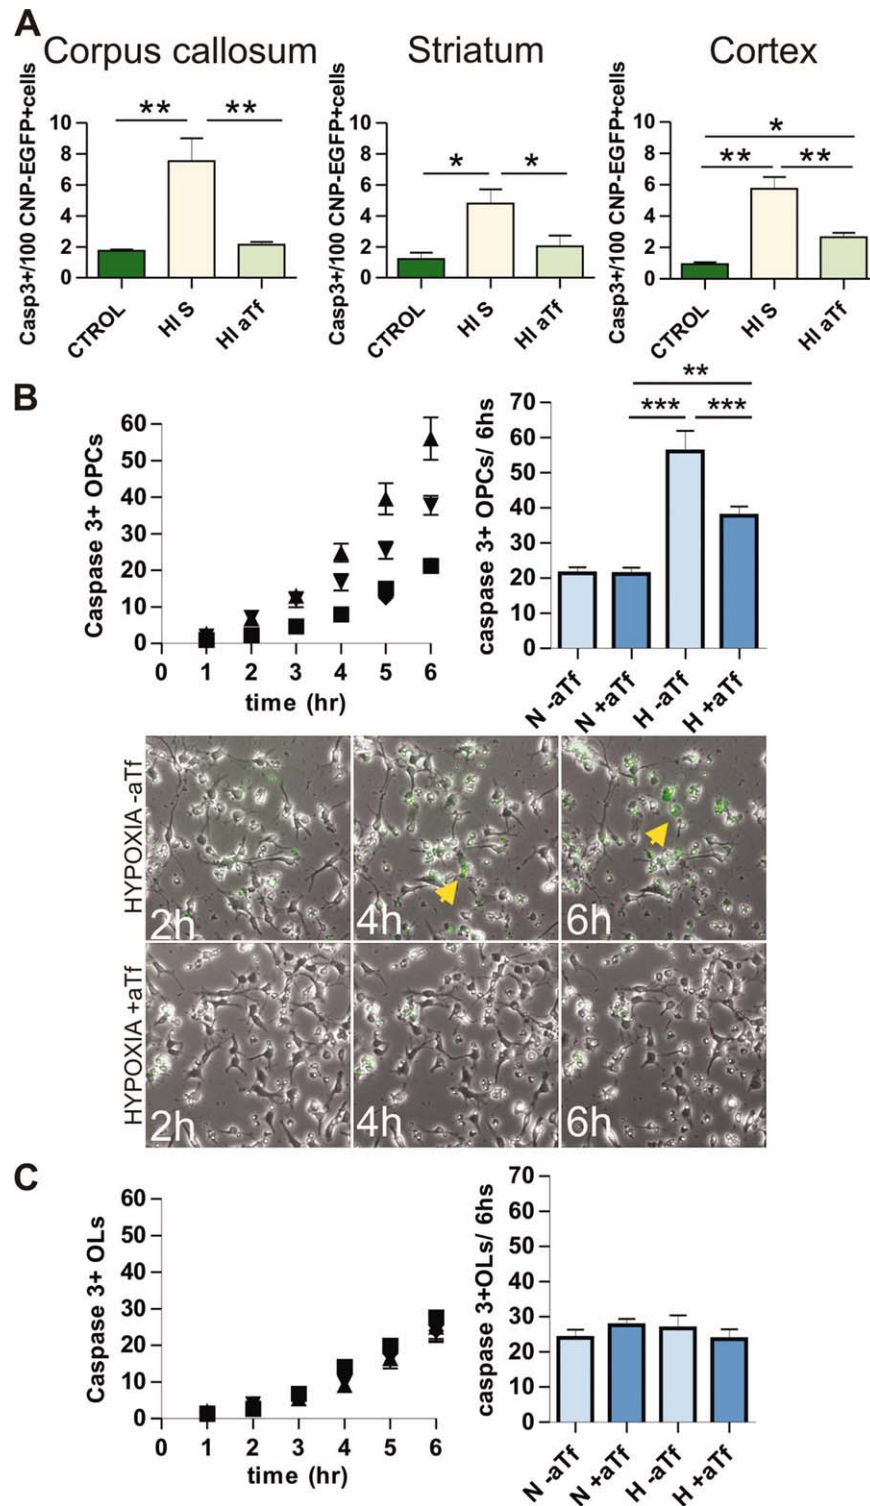 A
Corpus callosum
Striatum
Cortex
Casp3+/100 CNP-EGFP+cells
10
8
6
4
2
0
** **
CTROL
HI S
HI aTf
Casp3+/100 CNP-EGFP+cells
10
8
6
4
2
0
* *
CTROL
HI S
HI aTf
Casp3+/100 CNP-EGFP+cells
10
8
6
4
2
0
*
** **
CTROL
HI S
HI aTf
B
Caspase 3+ OPCs
60
50
40
30
20
10
0
0 1 2 3 4 5 6
time (hr)
caspase 3+ OPCs/ 6hs
70
60
50
40
30
20
10
0
**
*** ***
N -aTf
N +aTf
H -aTf
H +aTf
HYPOXIA -aTf
2h
4h
6h
HYPOXIA +aTf
2h
4h
6h
C
Caspase 3+ OLs
60
50
40
30
20
10
0
0 1 2 3 4 5 6
time (hr)
caspase 3+OLs/ 6hs
70
60
50
40
30
20
10
0
N -aTf
N +aTf
H -aTf
H +aTf